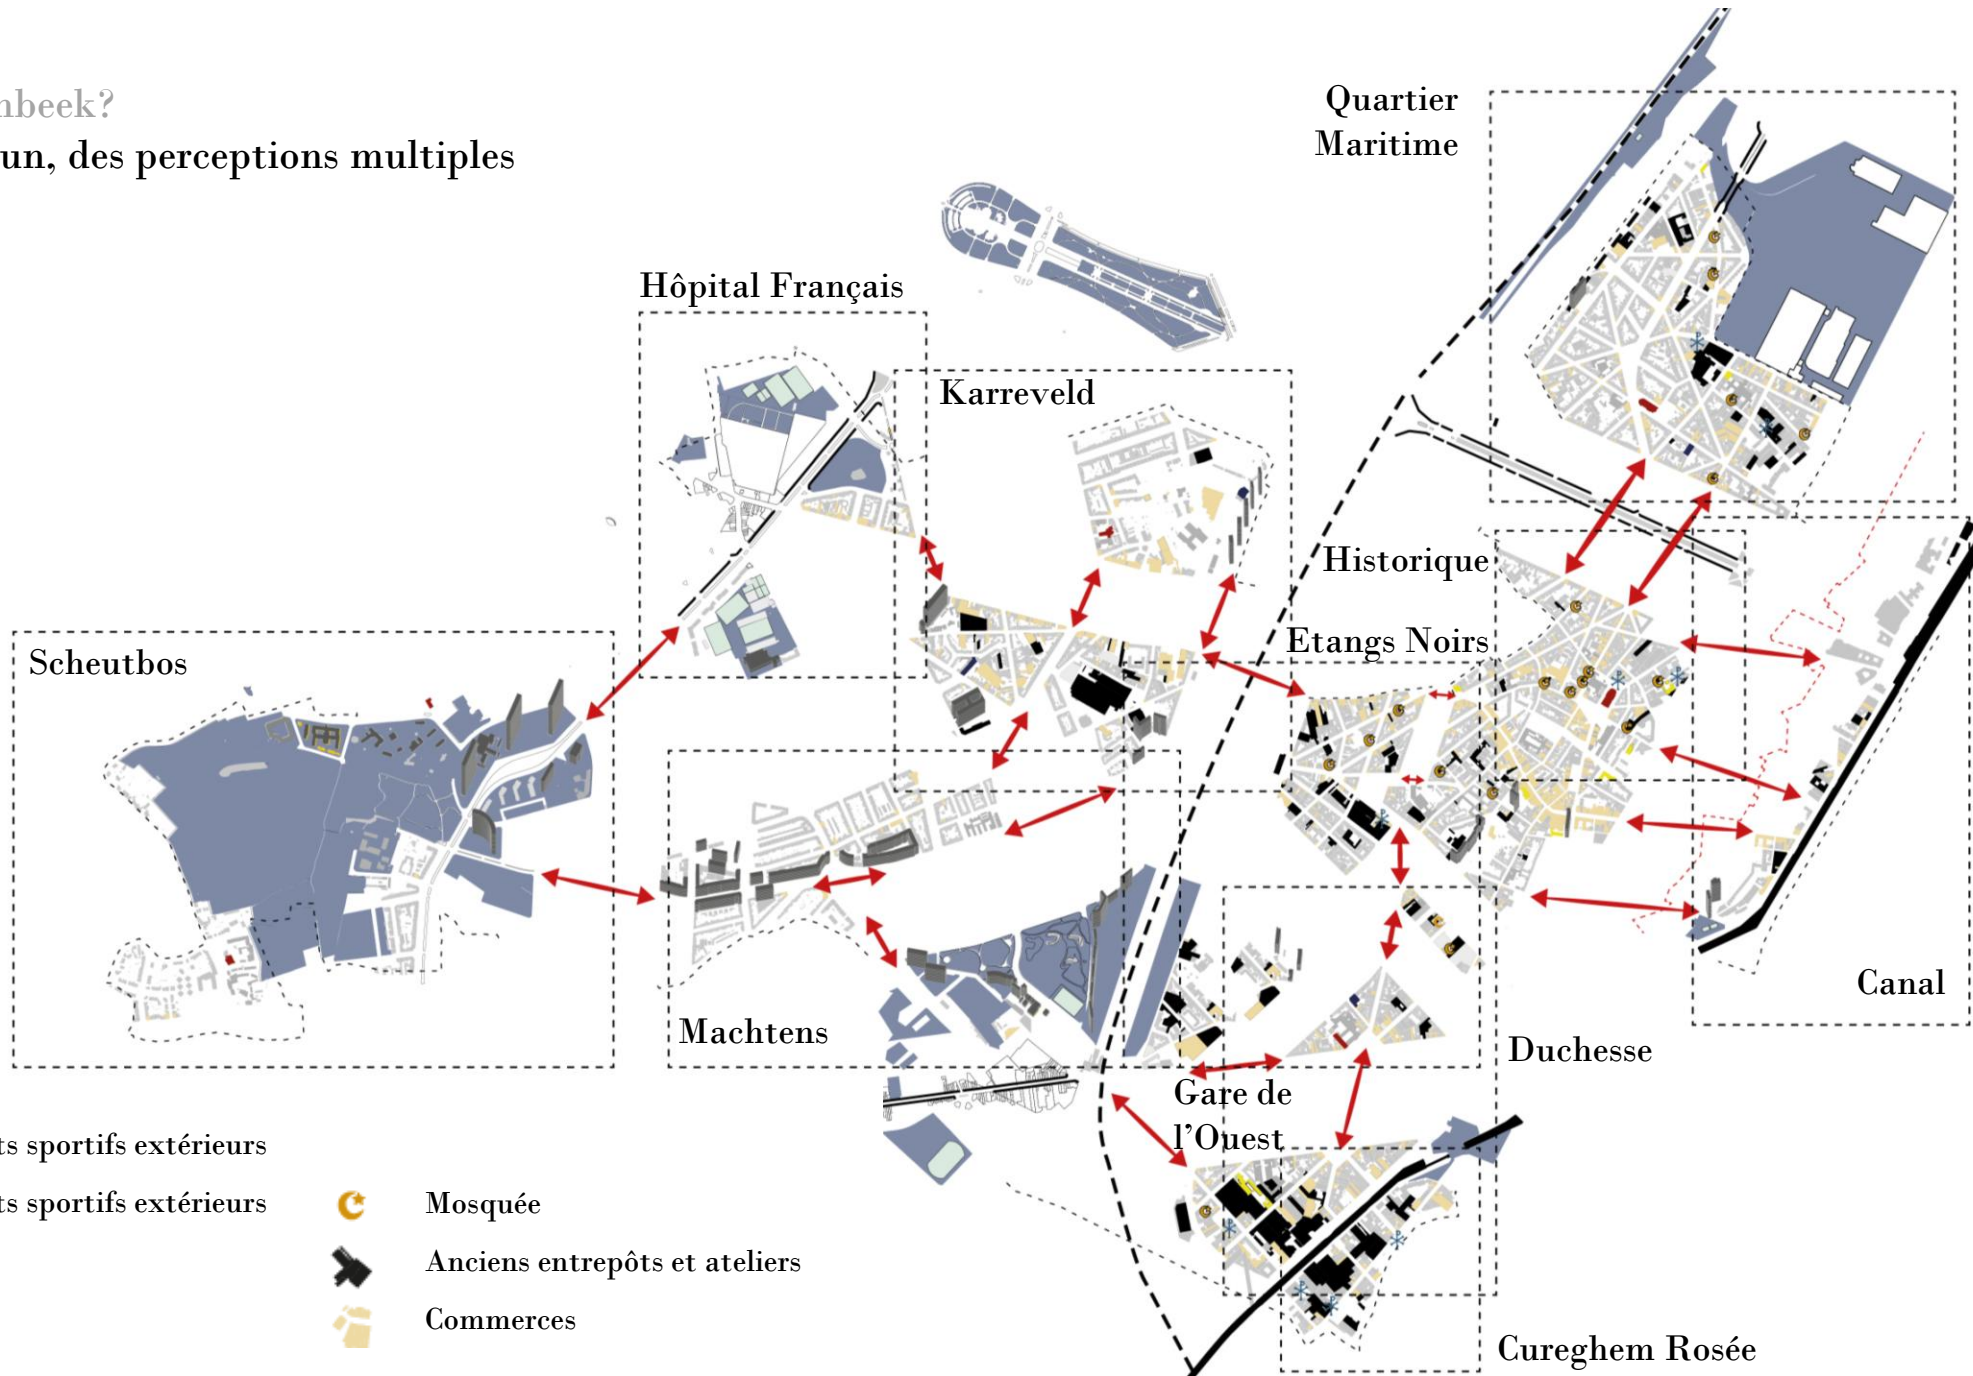 nbeek?
un, des perceptions multiples
Quartier
Maritime
Hôpital Français
Karreveld
Historique
Etangs Noirs
Scheutbos
Canal
Machtens
Duchesse
Gare de
l'Ouest
ts sportifs extérieurs
ts sportifs extérieurs
Mosquée
Anciens entrepôts et ateliers
Commerces
Cureghem Rosée